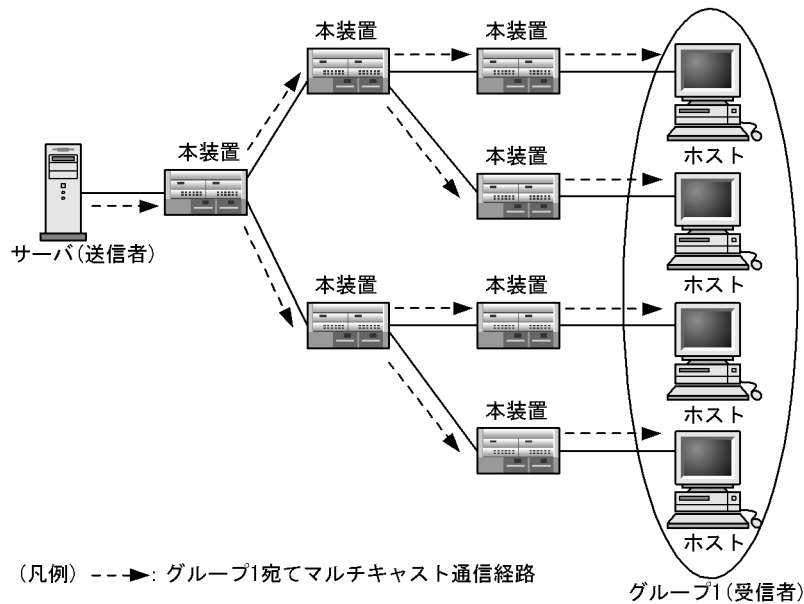 本装置
本装置
本装置
ホスト
本装置
サーバ(送信者)
ホスト
本装置
本装置
ホスト
本装置
ホスト
(凡例) : グループ1宛てマルチキャスト通信経路
グループ1(受信者)